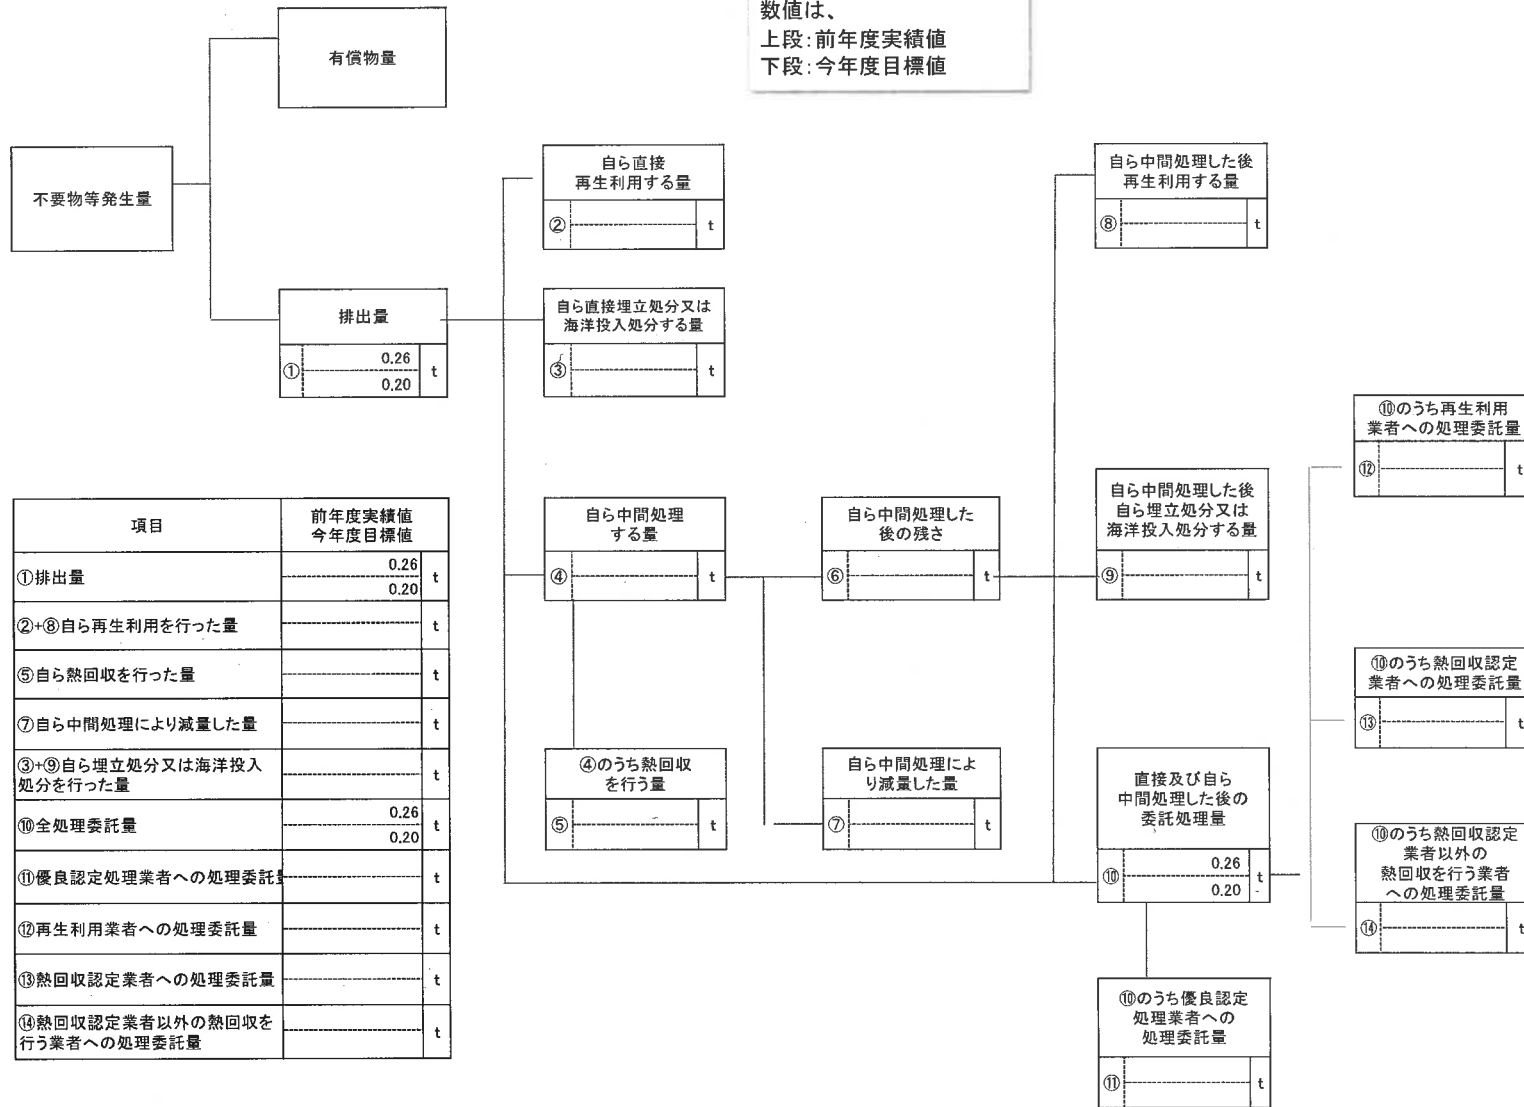 数値は、
上段:前年度実績値
下段:今年度目標値
有償物量
不要物等発生量
排出量
①
0.26
0.20
t
自ら直接
再生利用する量
②
t
自ら直接埋立処分又は
海洋投入処分する量
③
t
自ら中間処理
する量
④
t
④のうち熱回収
を行う量
⑤
t
自ら中間処理した
後の残さ
⑥
t
自ら中間処理によ
り減量した量
⑦
t
自ら中間処理した後
再生利用する量
⑧
t
自ら中間処理した後
自ら埋立処分又は
海洋投入処分する量
⑨
t
直接及び自ら
中間処理した後の
委託処理量
⑩
0.26
0.20
t
⑩のうち優良認定
処理業者への
処理委託量
⑪
t
⑩のうち再生利用
業者への処理委託量
⑫
t
⑩のうち熱回収認定
業者への処理委託量
⑬
t
⑩のうち熱回収認定
業者以外の
熱回収を行う業者
への処理委託量
⑭
t
項目
前年度実績値
今年度目標値
①排出量
0.26
0.20
t
②+⑧自ら再生利用を行った量
t
⑤自ら熱回収を行った量
t
⑦自ら中間処理により減量した量
t
③+⑨自ら埋立処分又は海洋投入
処分を行った量
t
⑩全処理委託量
0.26
0.20
t
⑪優良認定処理業者への処理委託
t
⑫再生利用業者への処理委託量
t
⑬熱回収認定業者への処理委託量
t
⑭熱回収認定業者以外の熱回収を
行う業者への処理委託量
t